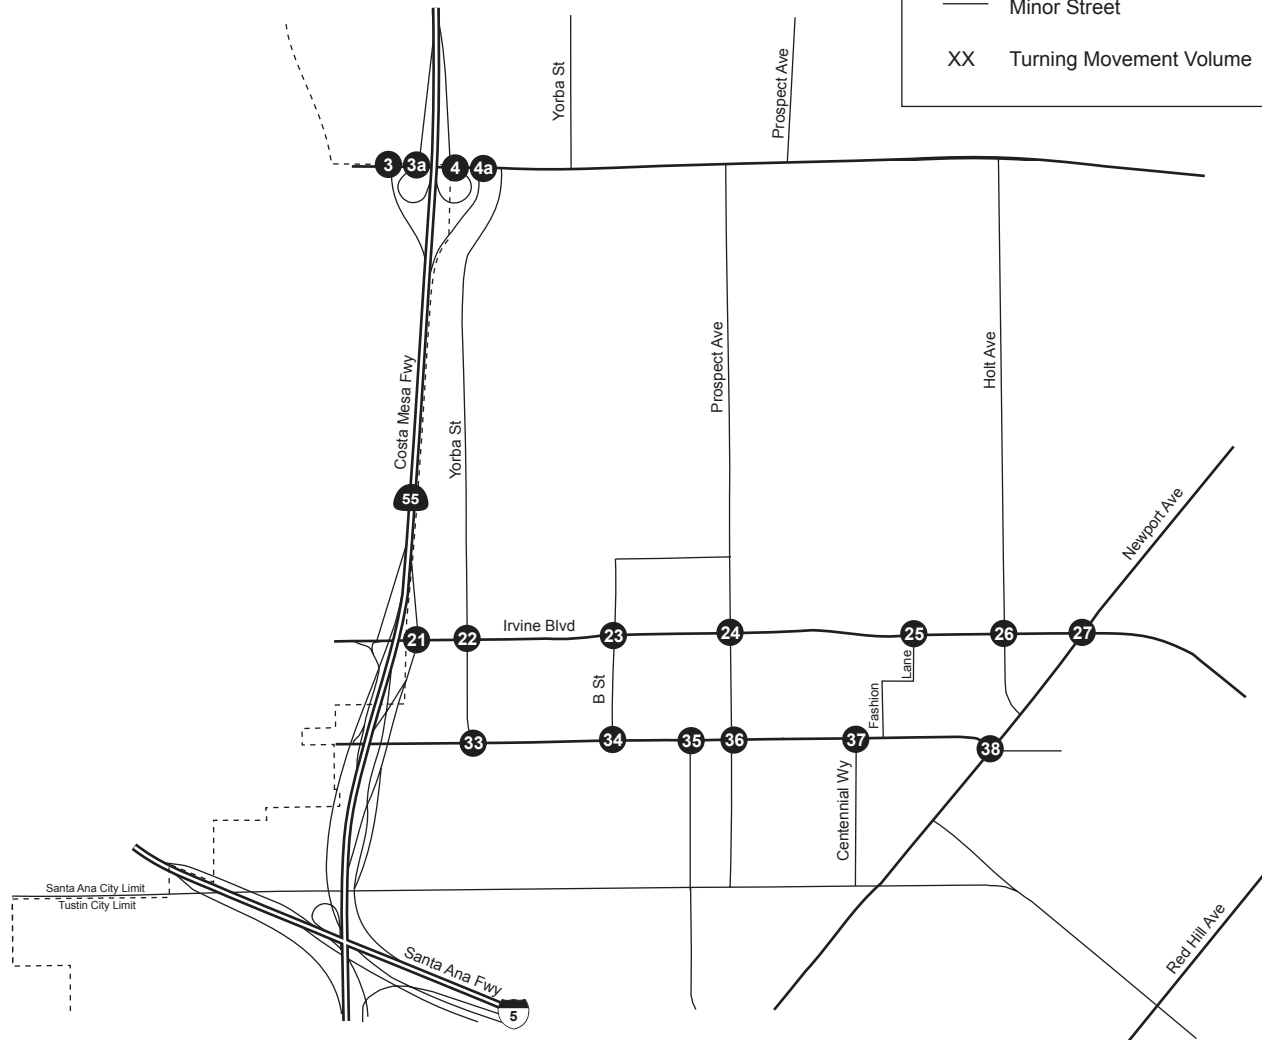 Minor Street
XX Turning Movement Volume
Yorba St
Prospect Ave
3
3a
4
4a
Costa Mesa Fwy
Yorba St
Prospect Ave
Holt Ave
55
Newport Ave
21
22
Irvine Blvd
23
24
25
26
27
B St
Lane
Fashion
33
34
35
36
37
38
Centennial Wy
Santa Ana City Limit
Tustin City Limit
Santa Ana Fwy
5
Red Hill Ave